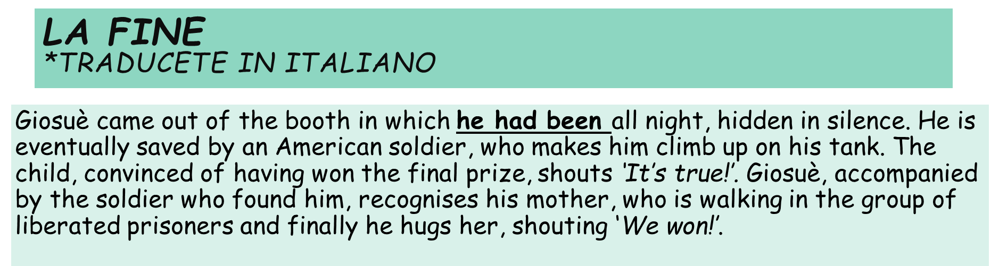 LA FINE
*TRADUCETE IN ITALIANO
Giosuè came out of the booth in which he had been all night, hidden in silence. He is
eventually saved by an American soldier, who makes him climb up on his tank. The
child, convinced of having won the final prize, shouts ‘It’s true!’. Giosuè, accompanied
by the soldier who found him, recognises his mother, who is walking in the group of
liberated prisoners and finally he hugs her, shouting ‘We won!’.